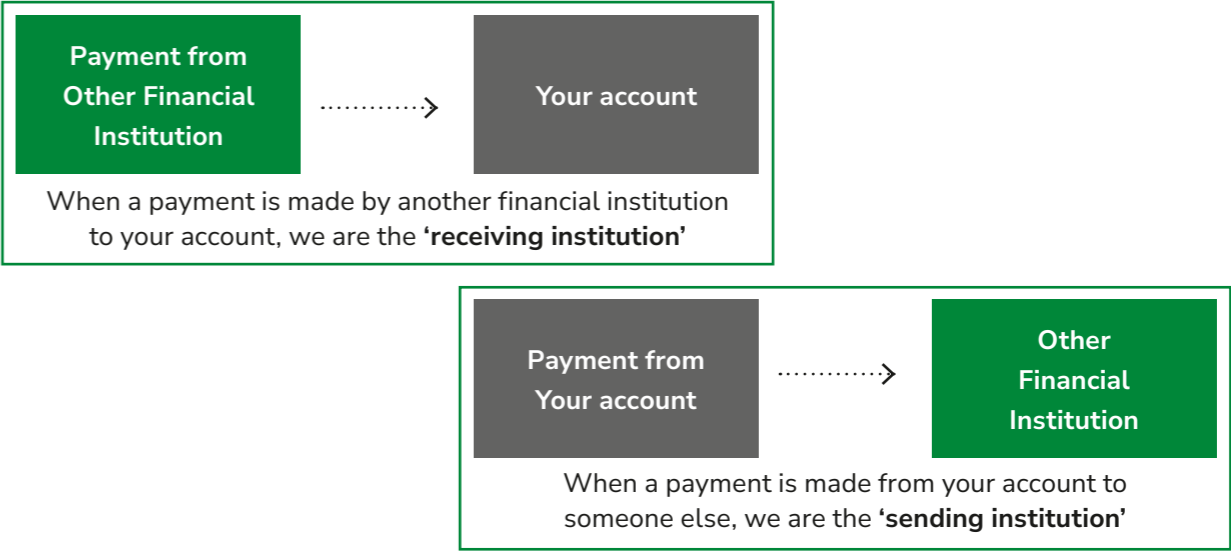 Payment from
Other Financial
Institution
Your account
When a payment is made by another financial institution
to your account, we are the ‘receiving institution’
Payment from
Your account
Other
Financial
Institution
When a payment is made from your account to
someone else, we are the ‘sending institution’